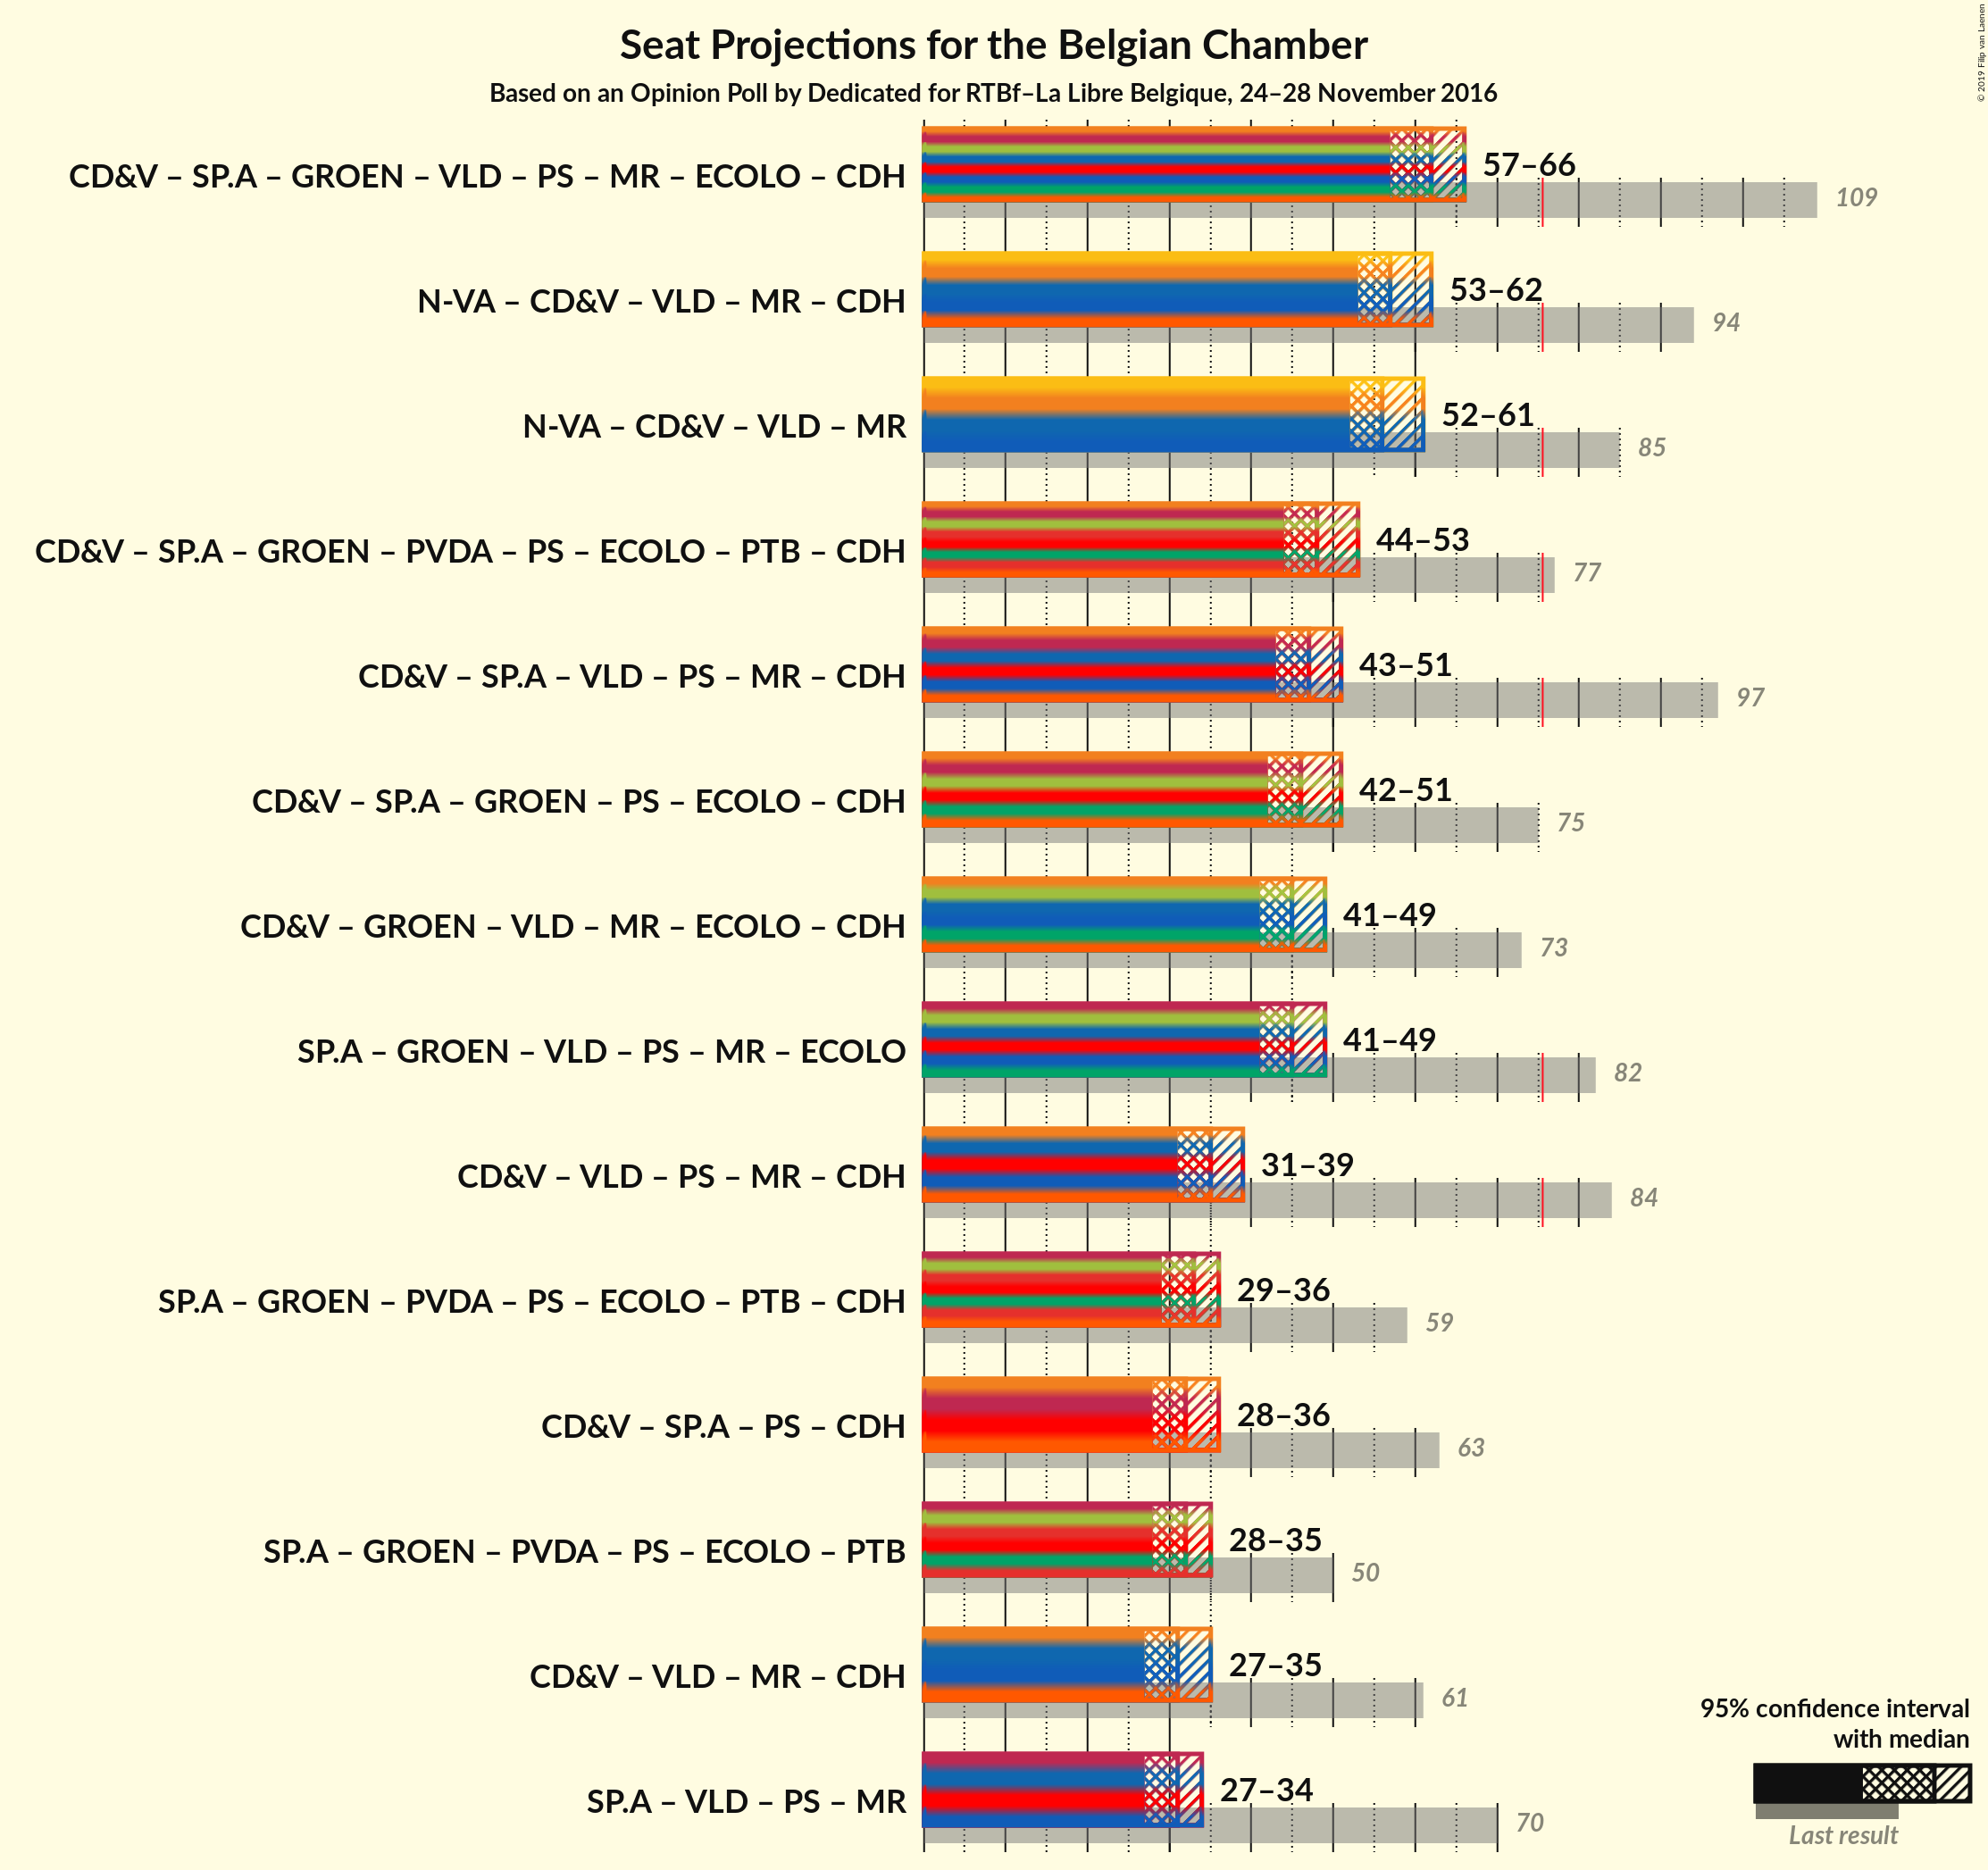 Seat Projections for the Belgian Chamber
Based on an Opinion Poll by Dedicated for RTBf–La Libre Belgique, 24–28 November 2016
© 2019 Filip van Laenen
CD&V – SP.A – GROEN – VLD – PS – MR – ECOLO – CDH
57–66
109
N-VA – CD&V – VLD – MR – CDH
53–62
94
N-VA – CD&V – VLD – MR
52–61
85
CD&V – SP.A – GROEN – PVDA – PS – ECOLO – PTB – CDH
44–53
77
CD&V – SP.A – VLD – PS – MR – CDH
43–51
97
CD&V – SP.A – GROEN – PS – ECOLO – CDH
42–51
75
CD&V – GROEN – VLD – MR – ECOLO – CDH
41–49
73
SP.A – GROEN – VLD – PS – MR – ECOLO
41–49
82
CD&V – VLD – PS – MR – CDH
31–39
84
SP.A – GROEN – PVDA – PS – ECOLO – PTB – CDH
29–36
59
CD&V – SP.A – PS – CDH
28–36
63
SP.A – GROEN – PVDA – PS – ECOLO – PTB
28–35
50
CD&V – VLD – MR – CDH
27–35
61
SP.A – VLD – PS – MR
27–34
70
95% confidence interval
with median
Last result